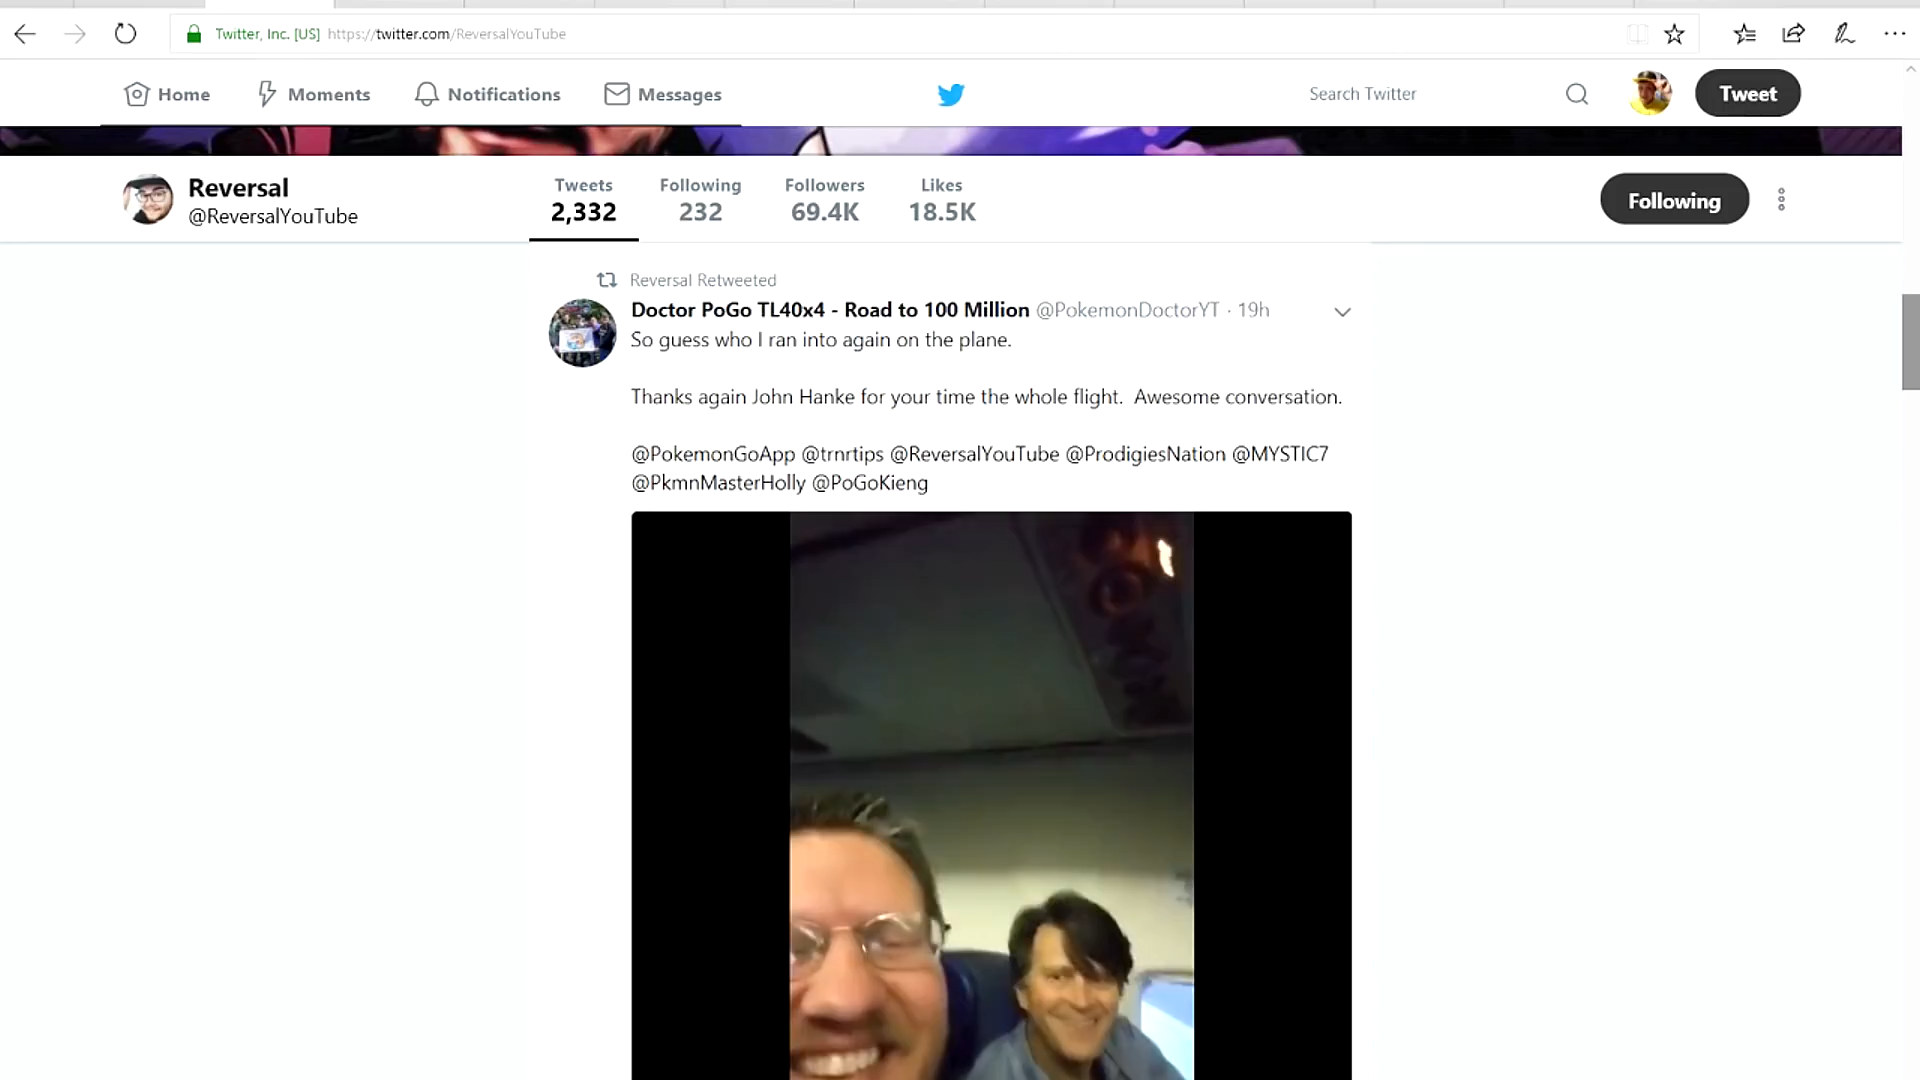 Twitter, Inc. [US] https://twitter.com/ReversalYouTube
Home Moments Notifications Messages Search Twitter Tweet
Reversal
@ReversalYouTube
Tweets Following Followers Likes
2,332 232 69.4K 18.5K
Following
Reversal Retweeted
Doctor PoGo TL40x4 - Road to 100 Million @PokemonDoctorYT · 19h
So guess who I ran into again on the plane.
Thanks again John Hanke for your time the whole flight. Awesome conversation.
@PokemonGoApp @trnrtips @ReversalYouTube @ProdigiesNation @MYSTIC7
@PkmnMasterHolly @PoGoKieng